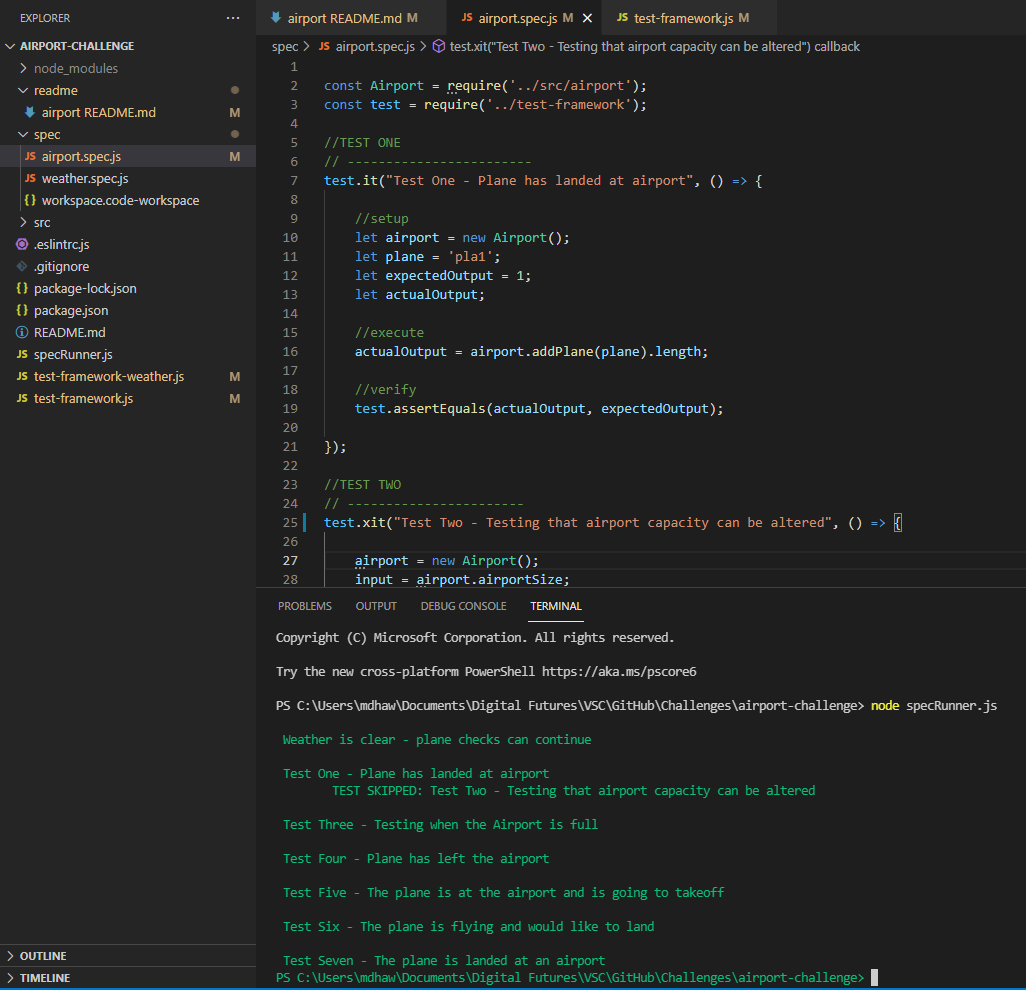 EXPLORER ...
AIRPORT-CHALLENGE
node_modules
readme
airport README.md M
spec
JS airport.spec.js M
JS weather.spec.js
{} workspace.code-workspace
src
.eslintrc.js
.gitignore
{} package-lock.json
{} package.json
README.md
JS specRunner.js
JS test-framework-weather.js M
JS test-framework.js M
OUTLINE
TIMELINE
airport README.md M JS airport.spec.js M JS test-framework.js M
spec > JS airport.spec.js > test.xit("Test Two - Testing that airport capacity can be altered") callback
1
2 const Airport = require('../src/airport');
3 const test = require('../test-framework');
4
5 //TEST ONE
6 // ------------------------
7 test.it("Test One - Plane has landed at airport", () => {
8
9 //setup
10 let airport = new Airport();
11 let plane = 'pla1';
12 let expectedOutput = 1;
13 let actualOutput;
14
15 //execute
16 actualOutput = airport.addPlane(plane).length;
17
18 //verify
19 test.assertEquals(actualOutput, expectedOutput);
20
21 });
22
23 //TEST TWO
24 // -----------------------
25 test.xit("Test Two - Testing that airport capacity can be altered", () => {
26
27 airport = new Airport();
28 input = airport.airportSize;
PROBLEMS OUTPUT DEBUG CONSOLE TERMINAL
Copyright (C) Microsoft Corporation. All rights reserved.
Try the new cross-platform PowerShell https://aka.ms/pscore6
PS C:\Users\mdhaw\Documents\Digital Futures\VSC\GitHub\Challenges\airport-challenge> node specRunner.js
Weather is clear - plane checks can continue
Test One - Plane has landed at airport
TEST SKIPPED: Test Two - Testing that airport capacity can be altered
Test Three - Testing when the Airport is full
Test Four - Plane has left the airport
Test Five - The plane is at the airport and is going to takeoff
Test Six - The plane is flying and would like to land
Test Seven - The plane is landed at an airport
PS C:\Users\mdhaw\Documents\Digital Futures\VSC\GitHub\Challenges\airport-challenge>